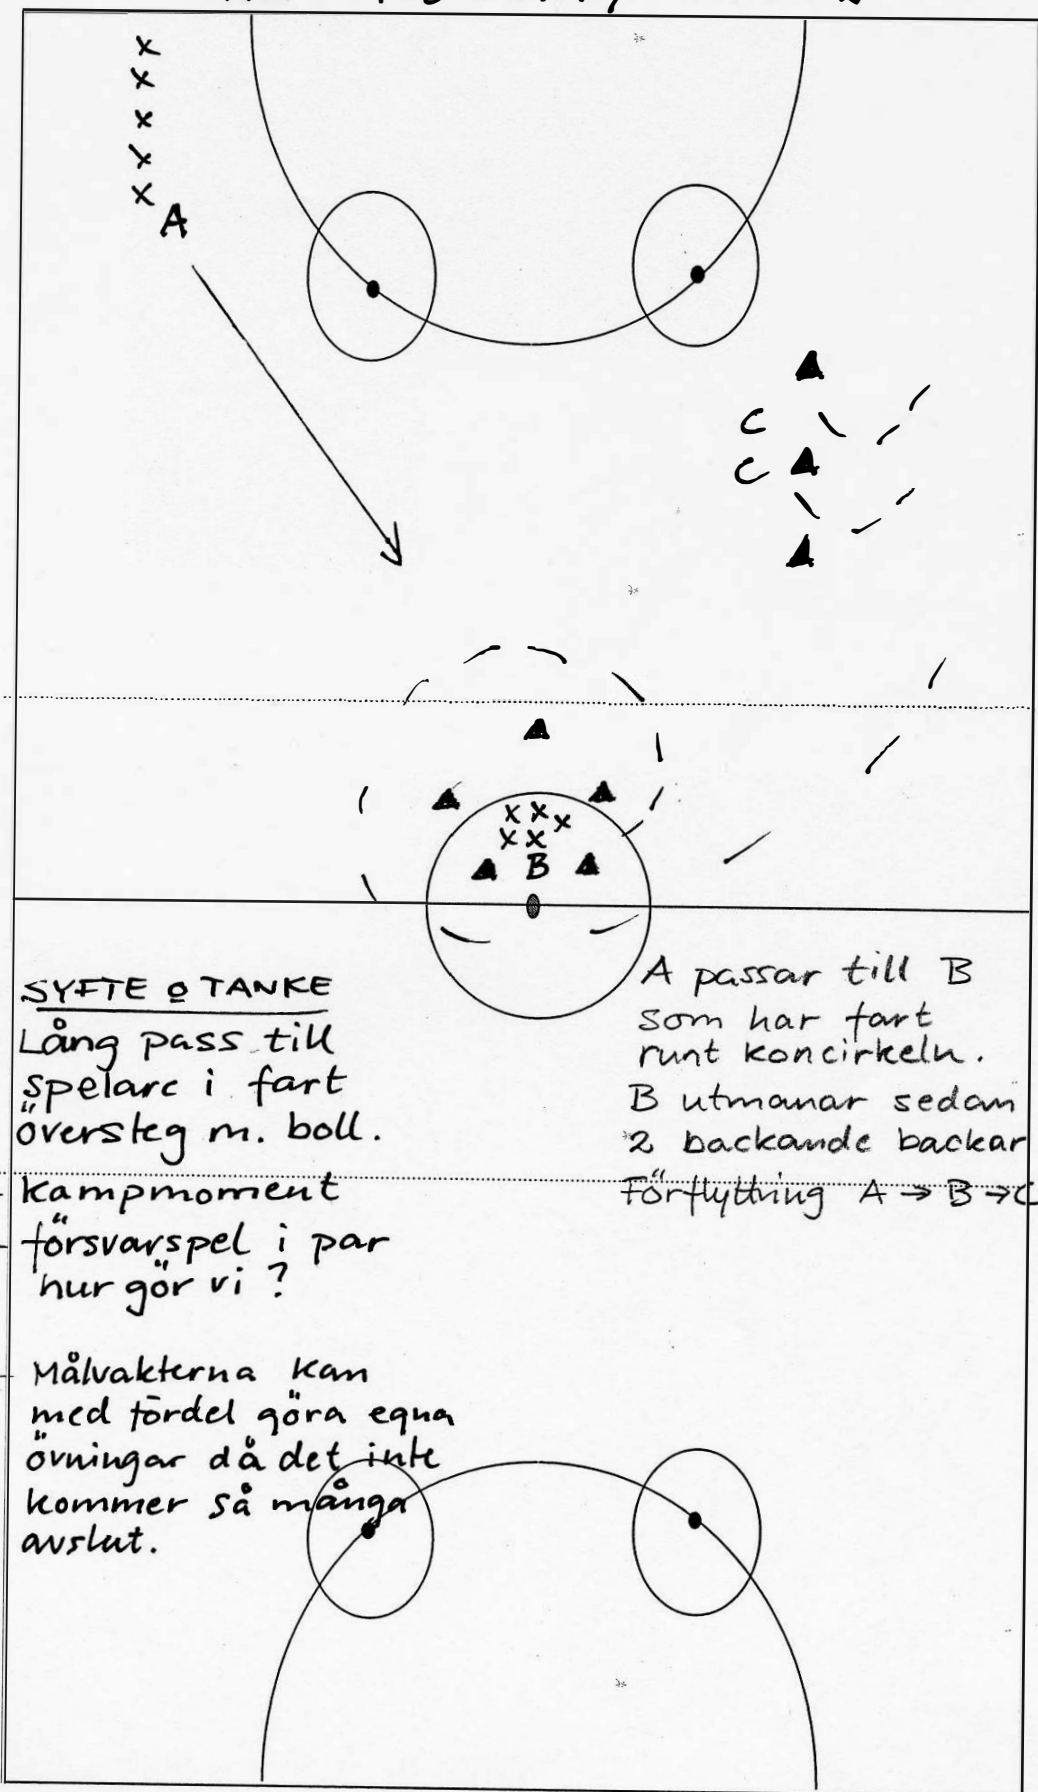 x
x
x
x
x
A
C
C
x x x
x x
B
SYFTE o TANKE
Lång pass till
spelare i fart
översteg m. boll.
Kampmoment
försvarspel i par
hur gör vi ?
Målvakterna kan
med fördel göra egna
övningar då det inte
kommer så många
avslut.
A passar till B
som har fart
runt koncirkeln.
B utmanar sedan
2 backande backar
Förflyttning A → B → C